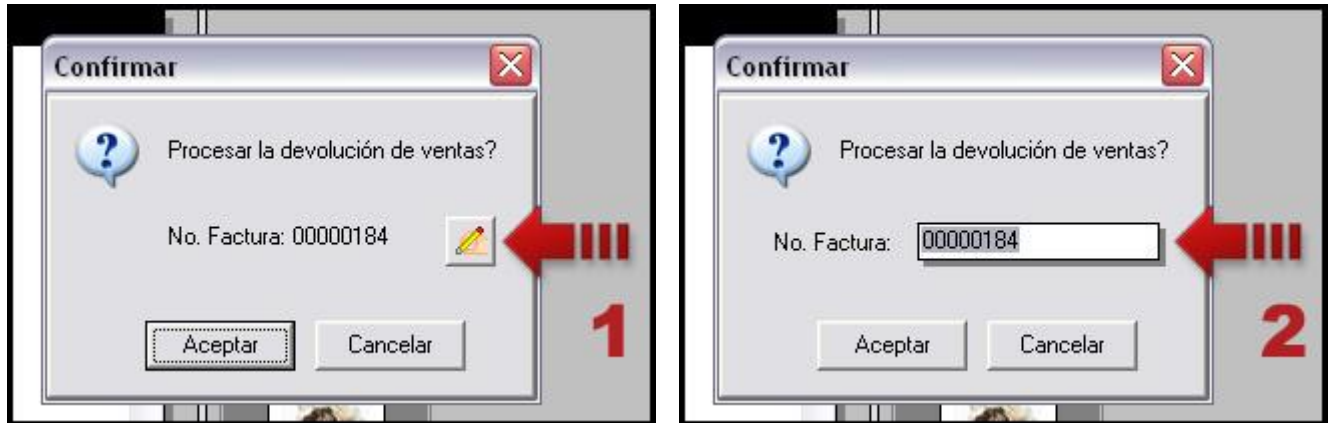 Confirmar
Procesar la devolución de ventas?
No. Factura: 00000184
Aceptar Cancelar
1
Confirmar
Procesar la devolución de ventas?
No. Factura: 00000184
Aceptar Cancelar
2